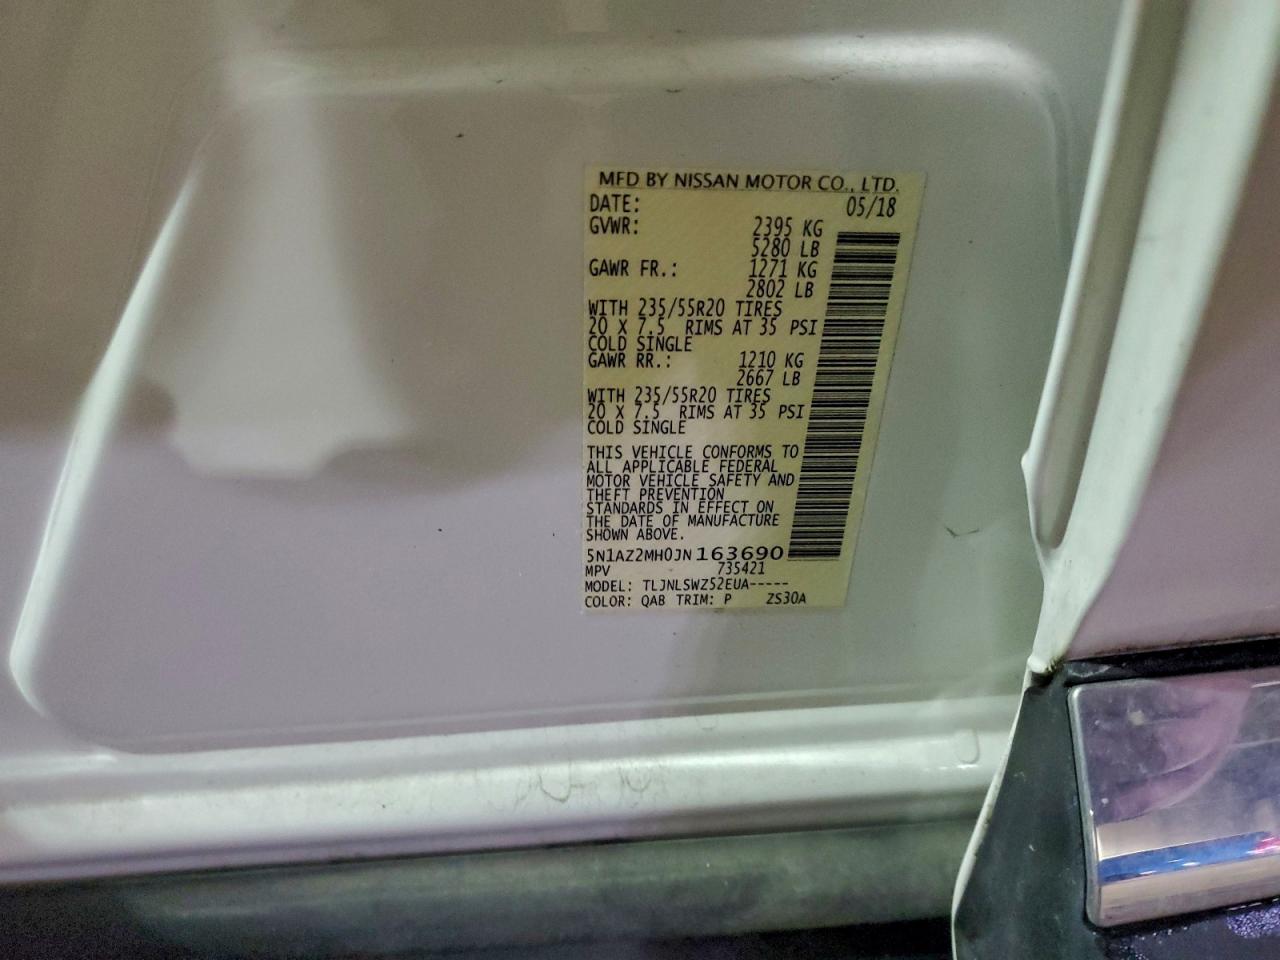 MFD BY NISSAN MOTOR CO., LTD.
DATE: 05/18
GVWR: 2395 KG
5280 LB
GAWR FR.: 1271 KG
2802 LB
WITH 235/55R20 TIRES
20 X 7.5 RIMS AT 35 PSI
COLD SINGLE
GAWR RR.: 1210 KG
2667 LB
WITH 235/55R20 TIRES
20 X 7.5 RIMS AT 35 PSI
COLD SINGLE
THIS VEHICLE CONFORMS TO
ALL APPLICABLE FEDERAL
MOTOR VEHICLE SAFETY AND
THEFT PREVENTION
STANDARDS IN EFFECT ON
THE DATE OF MANUFACTURE
SHOWN ABOVE.
5N1AZ2MH0JN163690
MPV 735421
MODEL: TLJNLSWZ52EUA-----
COLOR: QAB TRIM: P ZS30A